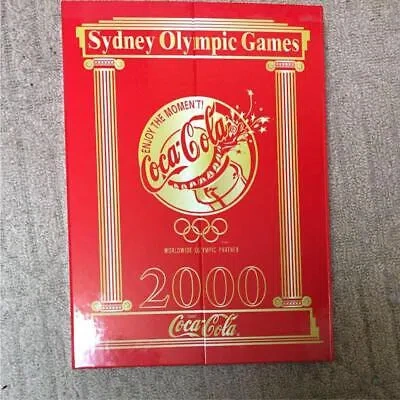 Sydney Olympic Games
ENJOY THE MOMENT!
Coca-Cola
WORLDWIDE OLYMPIC PARTNER
2000
Coca-Cola